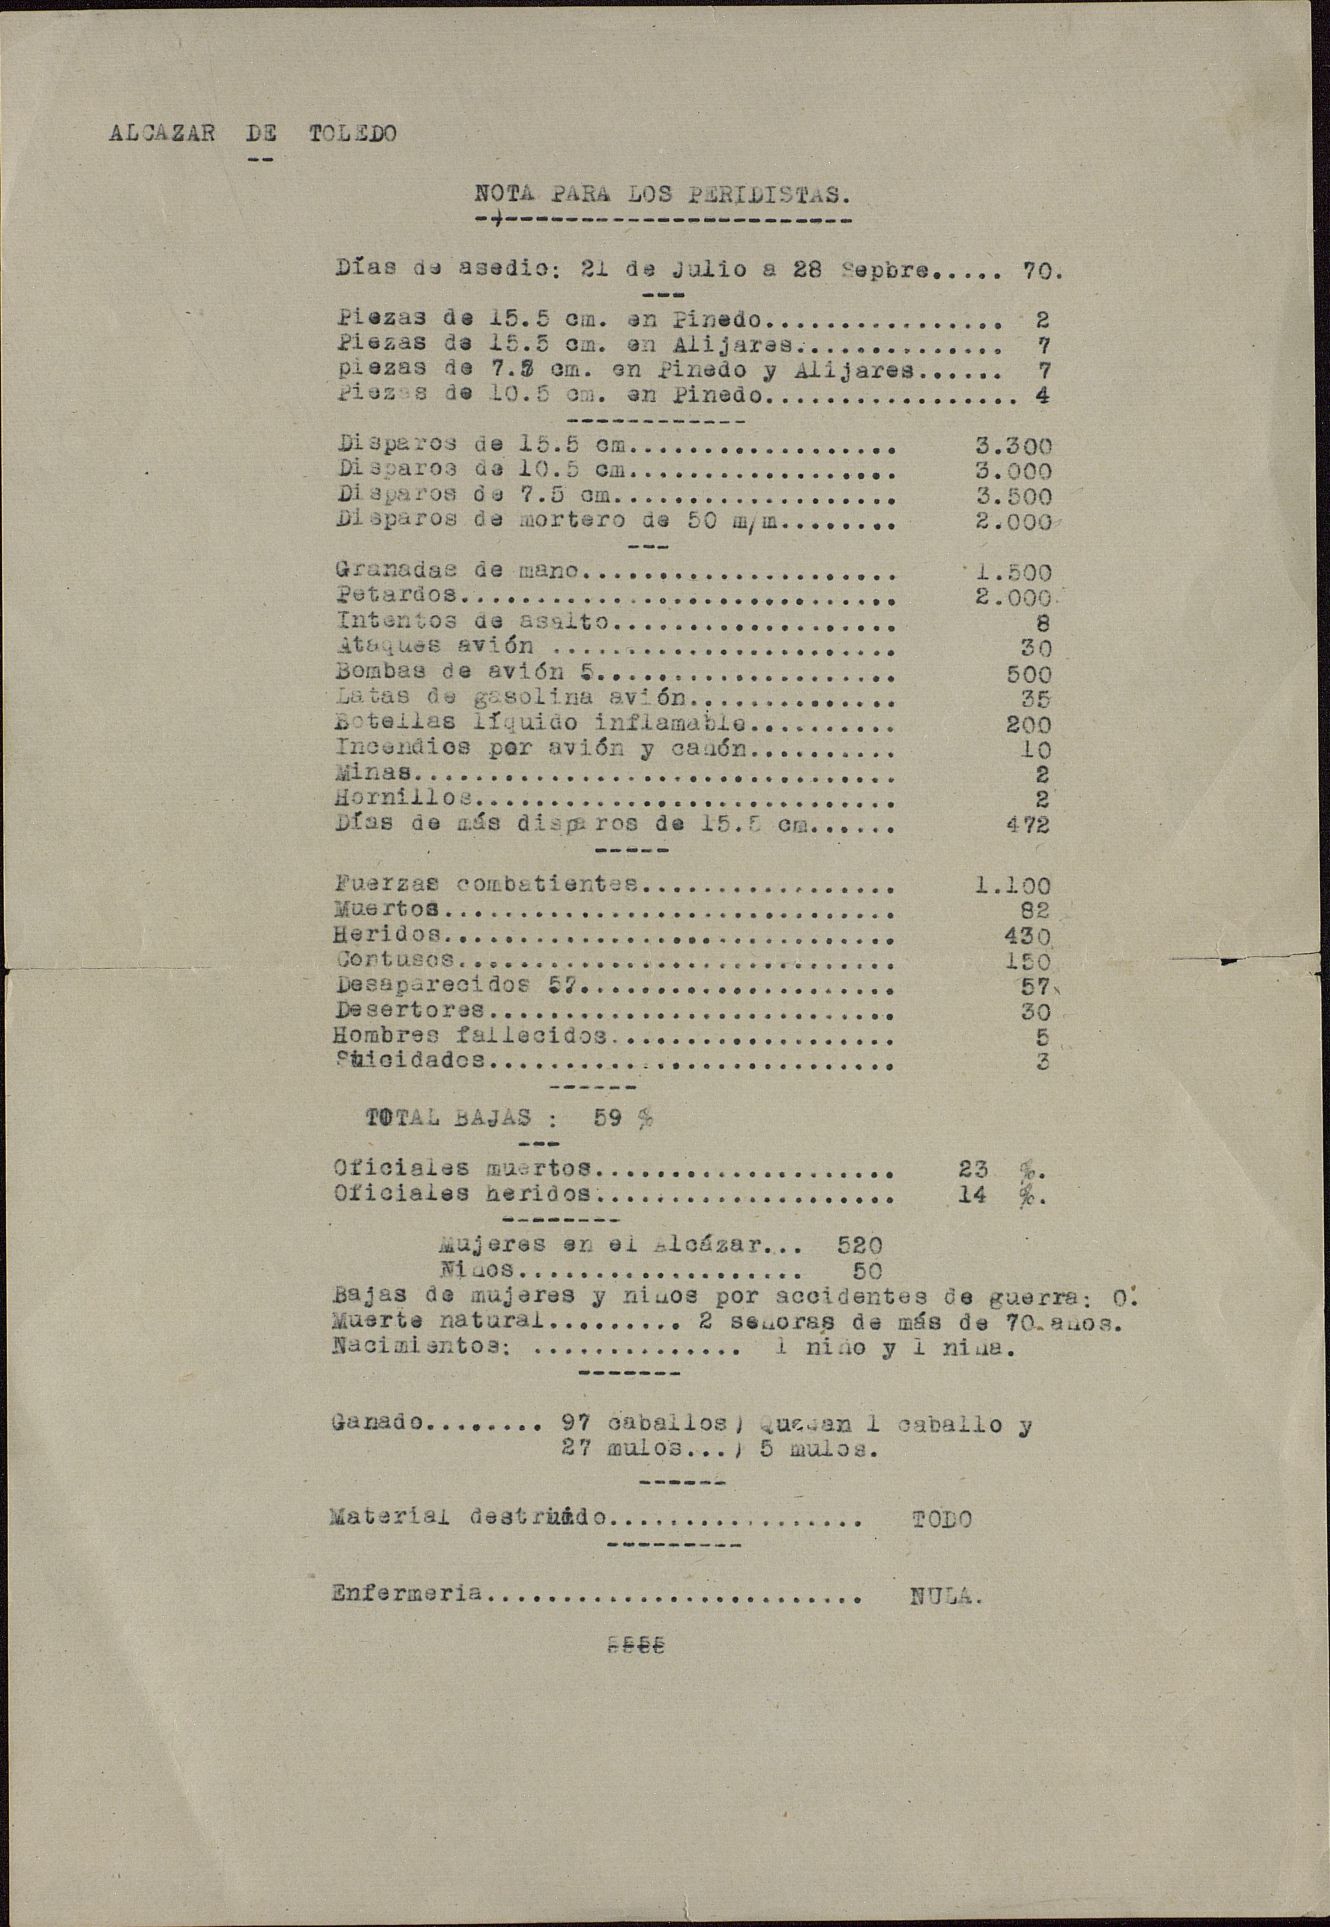 ALCAZAR DE TOLEDO
NOTA PARA LOS PERIDISTAS.
Días de asedio: 21 de Julio a 28 Sepbre..... 70.
Piezas de 15.5 cm. en Pinedo................ 2
Piezas de 15.5 cm. en Alijares.............. 7
piezas de 7.5 cm. en Pinedo y Alijares...... 7
Piezas de 10.5 cm. en Pinedo................. 4
Disparos de 15.5 cm.................. 3.300
Disparos de 10.5 cm.................. 3.000
Disparos de 7.5 cm................... 3.500
Disparos de mortero de 50 m/m........ 2.000
Granadas de mano..................... 1.500
Petardos............................. 2.000
Intentos de asalto................... 8
Ataques avión ....................... 30
Bombas de avión 5.................... 500
Latas de gasolina avión.............. 35
Botellas líquido inflamable.......... 200
Incendios por avión y cañón.......... 10
Minas................................ 2
Hornillos............................ 2
Días de más disparos de 15.5 cm...... 472
Fuerzas combatientes................. 1.100
Muertos.............................. 82
Heridos.............................. 430
Contusos............................. 150
Desaparecidos 57..................... 57
Desertores........................... 30
Hombres fallecidos................... 5
Suicidados........................... 3
TOTAL BAJAS : 59 %
Oficiales muertos.................... 23 %.
Oficiales heridos.................... 14 %.
Mujeres en el Alcázar... 520
Niños................... 50
Bajas de mujeres y niños por accidentes de guerra: 0.
Muerte natural......... 2 señoras de más de 70 años.
Nacimientos: .............. 1 niño y 1 niña.
Ganado........ 97 caballos) Quedan 1 caballo y
27 mulos...) 5 mulos.
Material destruido................. TODO
Enfermeria......................... NULA.